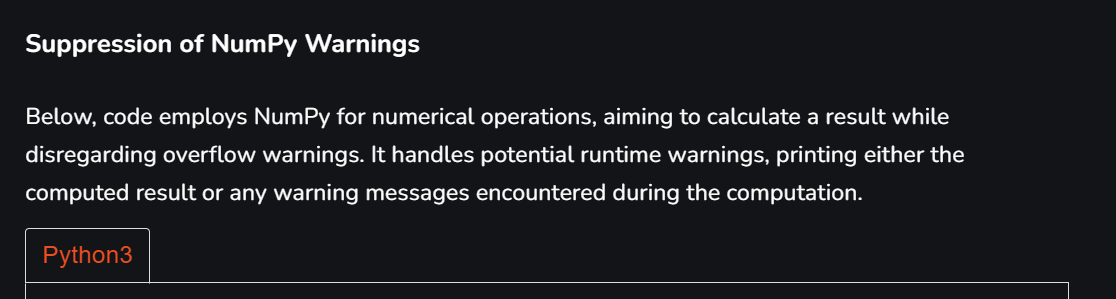 Suppression of NumPy Warnings
Below, code employs NumPy for numerical operations, aiming to calculate a result while
disregarding overflow warnings. It handles potential runtime warnings, printing either the
computed result or any warning messages encountered during the computation.
Python3